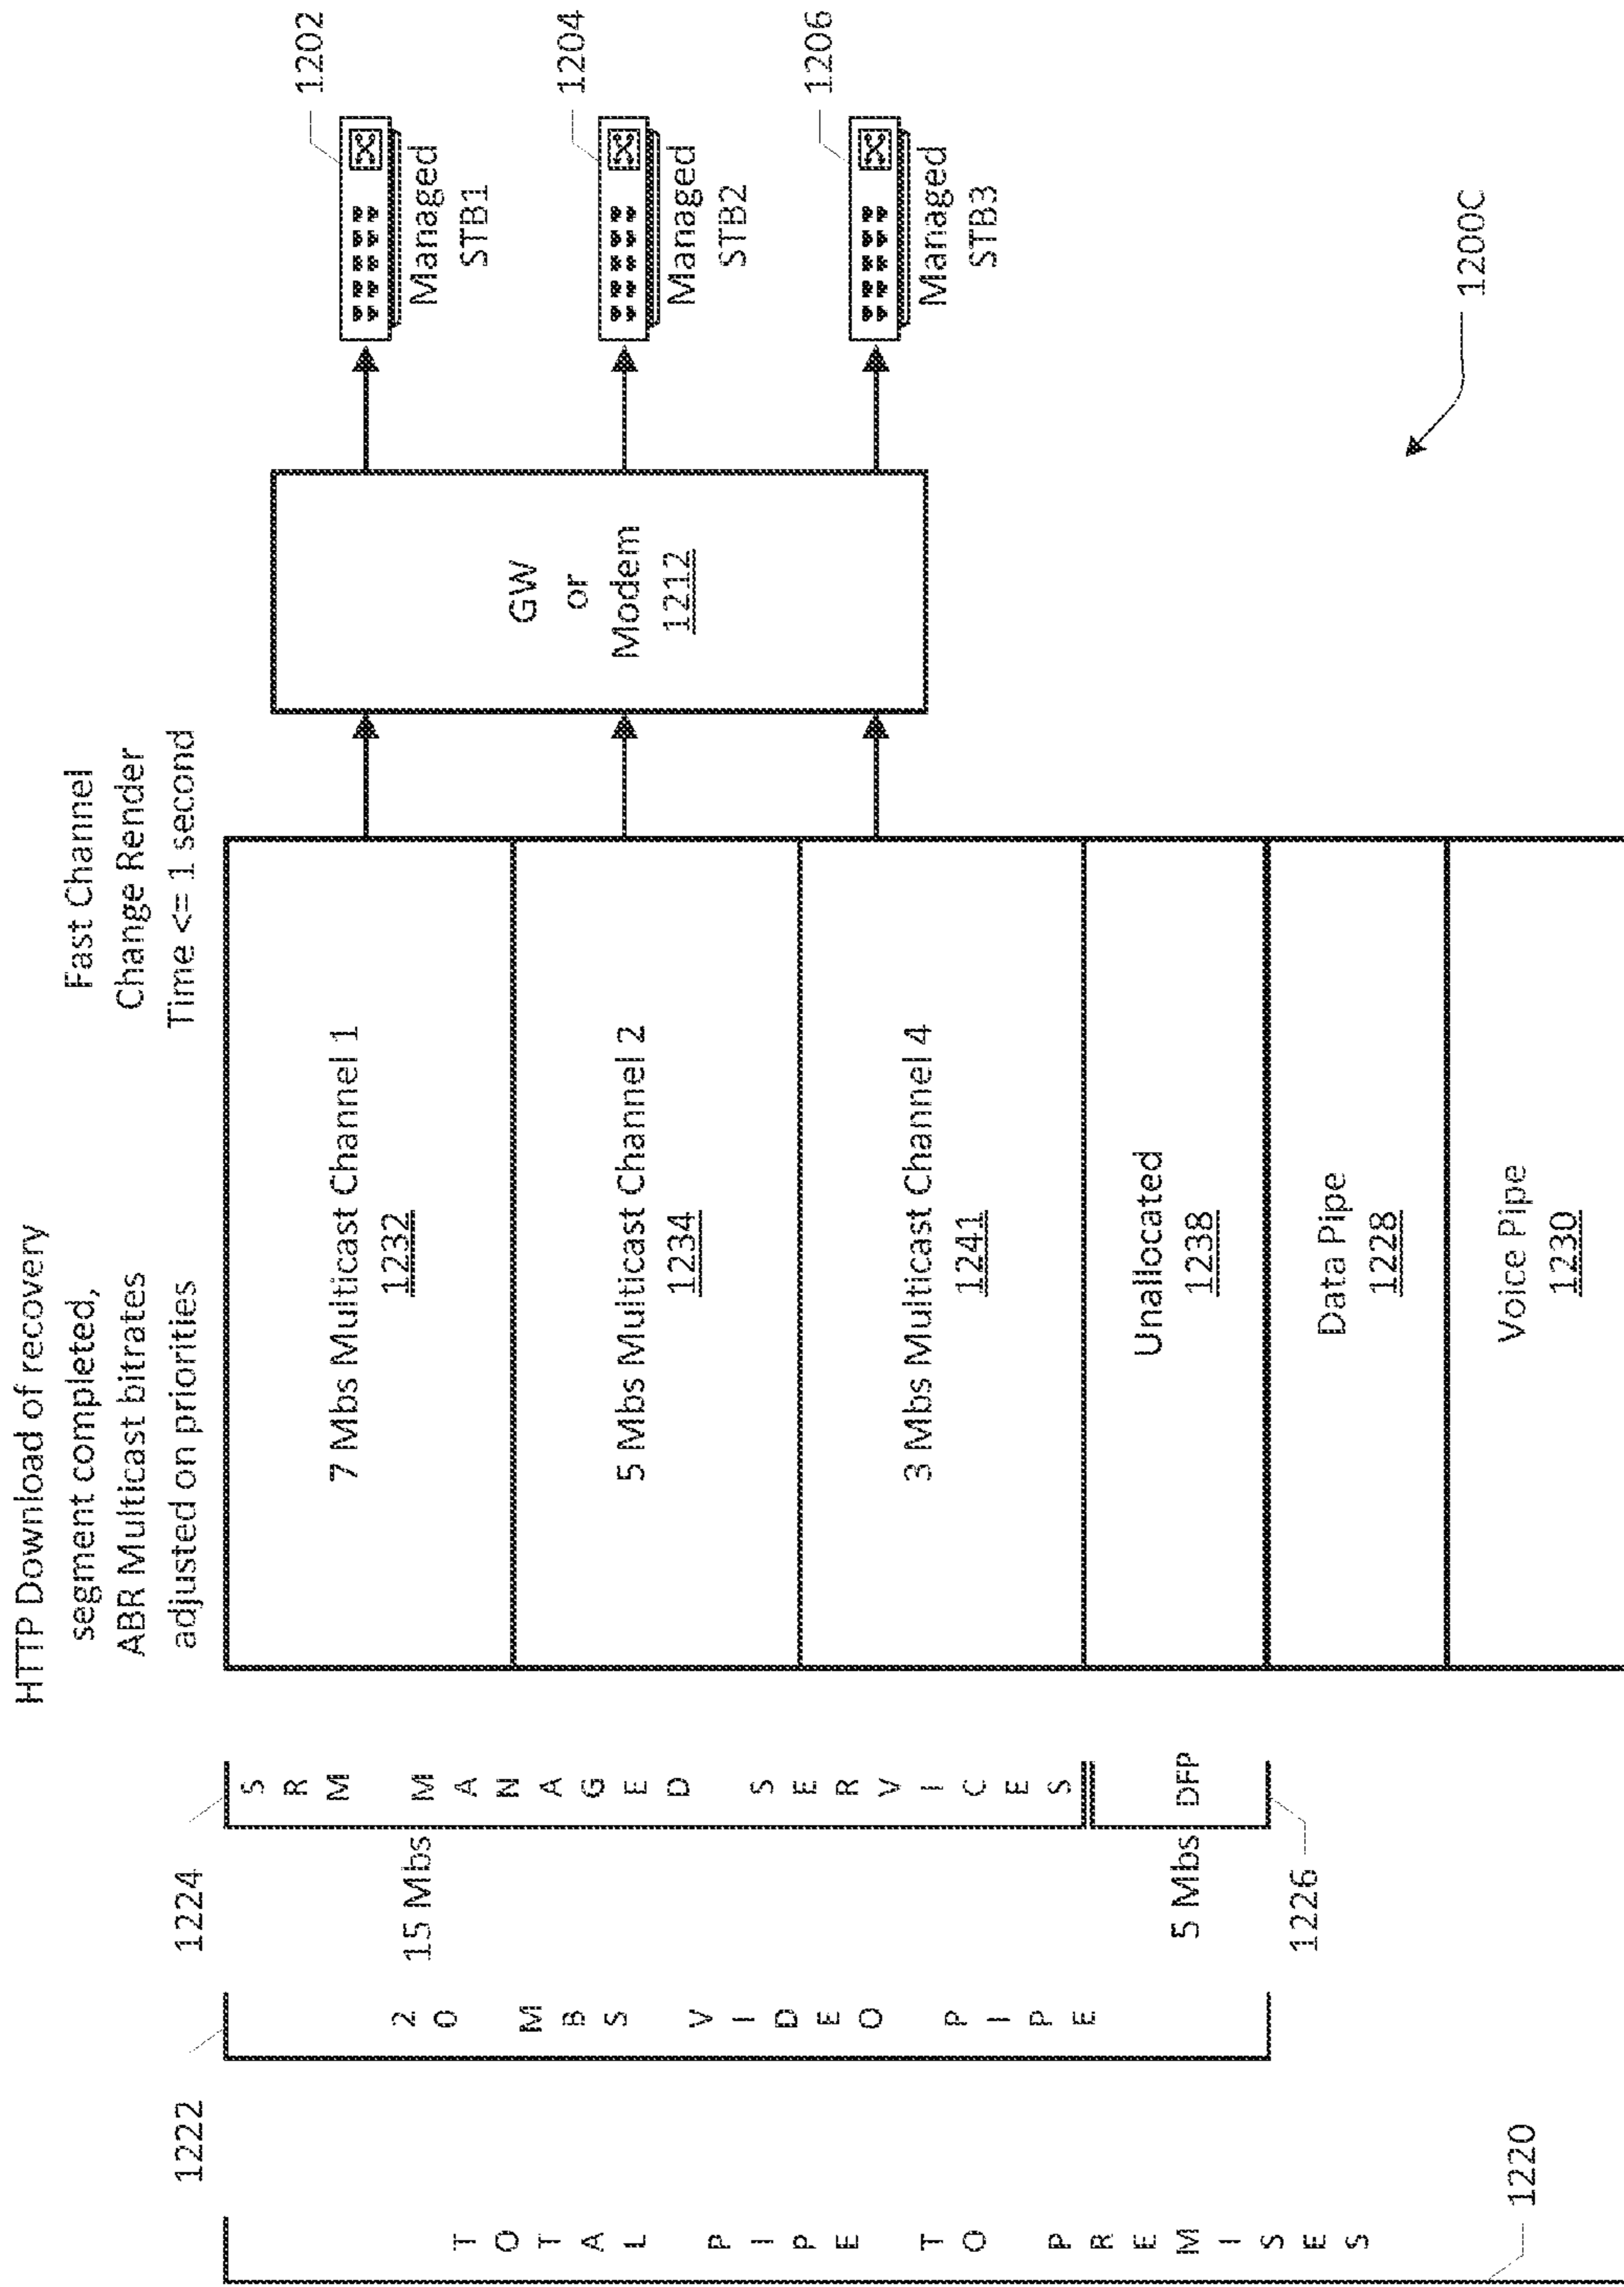 HTTP Download of recovery
segment completed,
ABR Multicast bitrates
adjusted on priorities
Fast Channel
Change Render
Time <= 1 second
1220
TOTAL PIPE TO PREMISES
1222
20 MBS VIDEO PIPE
1224
SRM MANAGED SERVICES
15 Mbs
DFP
5 Mbs
1226
7 Mbs Multicast Channel 1
1232
5 Mbs Multicast Channel 2
1234
3 Mbs Multicast Channel 4
1241
Unallocated
1238
Data Pipe
1228
Voice Pipe
1230
GW
or
Modem
1212
1202
Managed
STB1
1204
Managed
STB2
1206
Managed
STB3
1200C